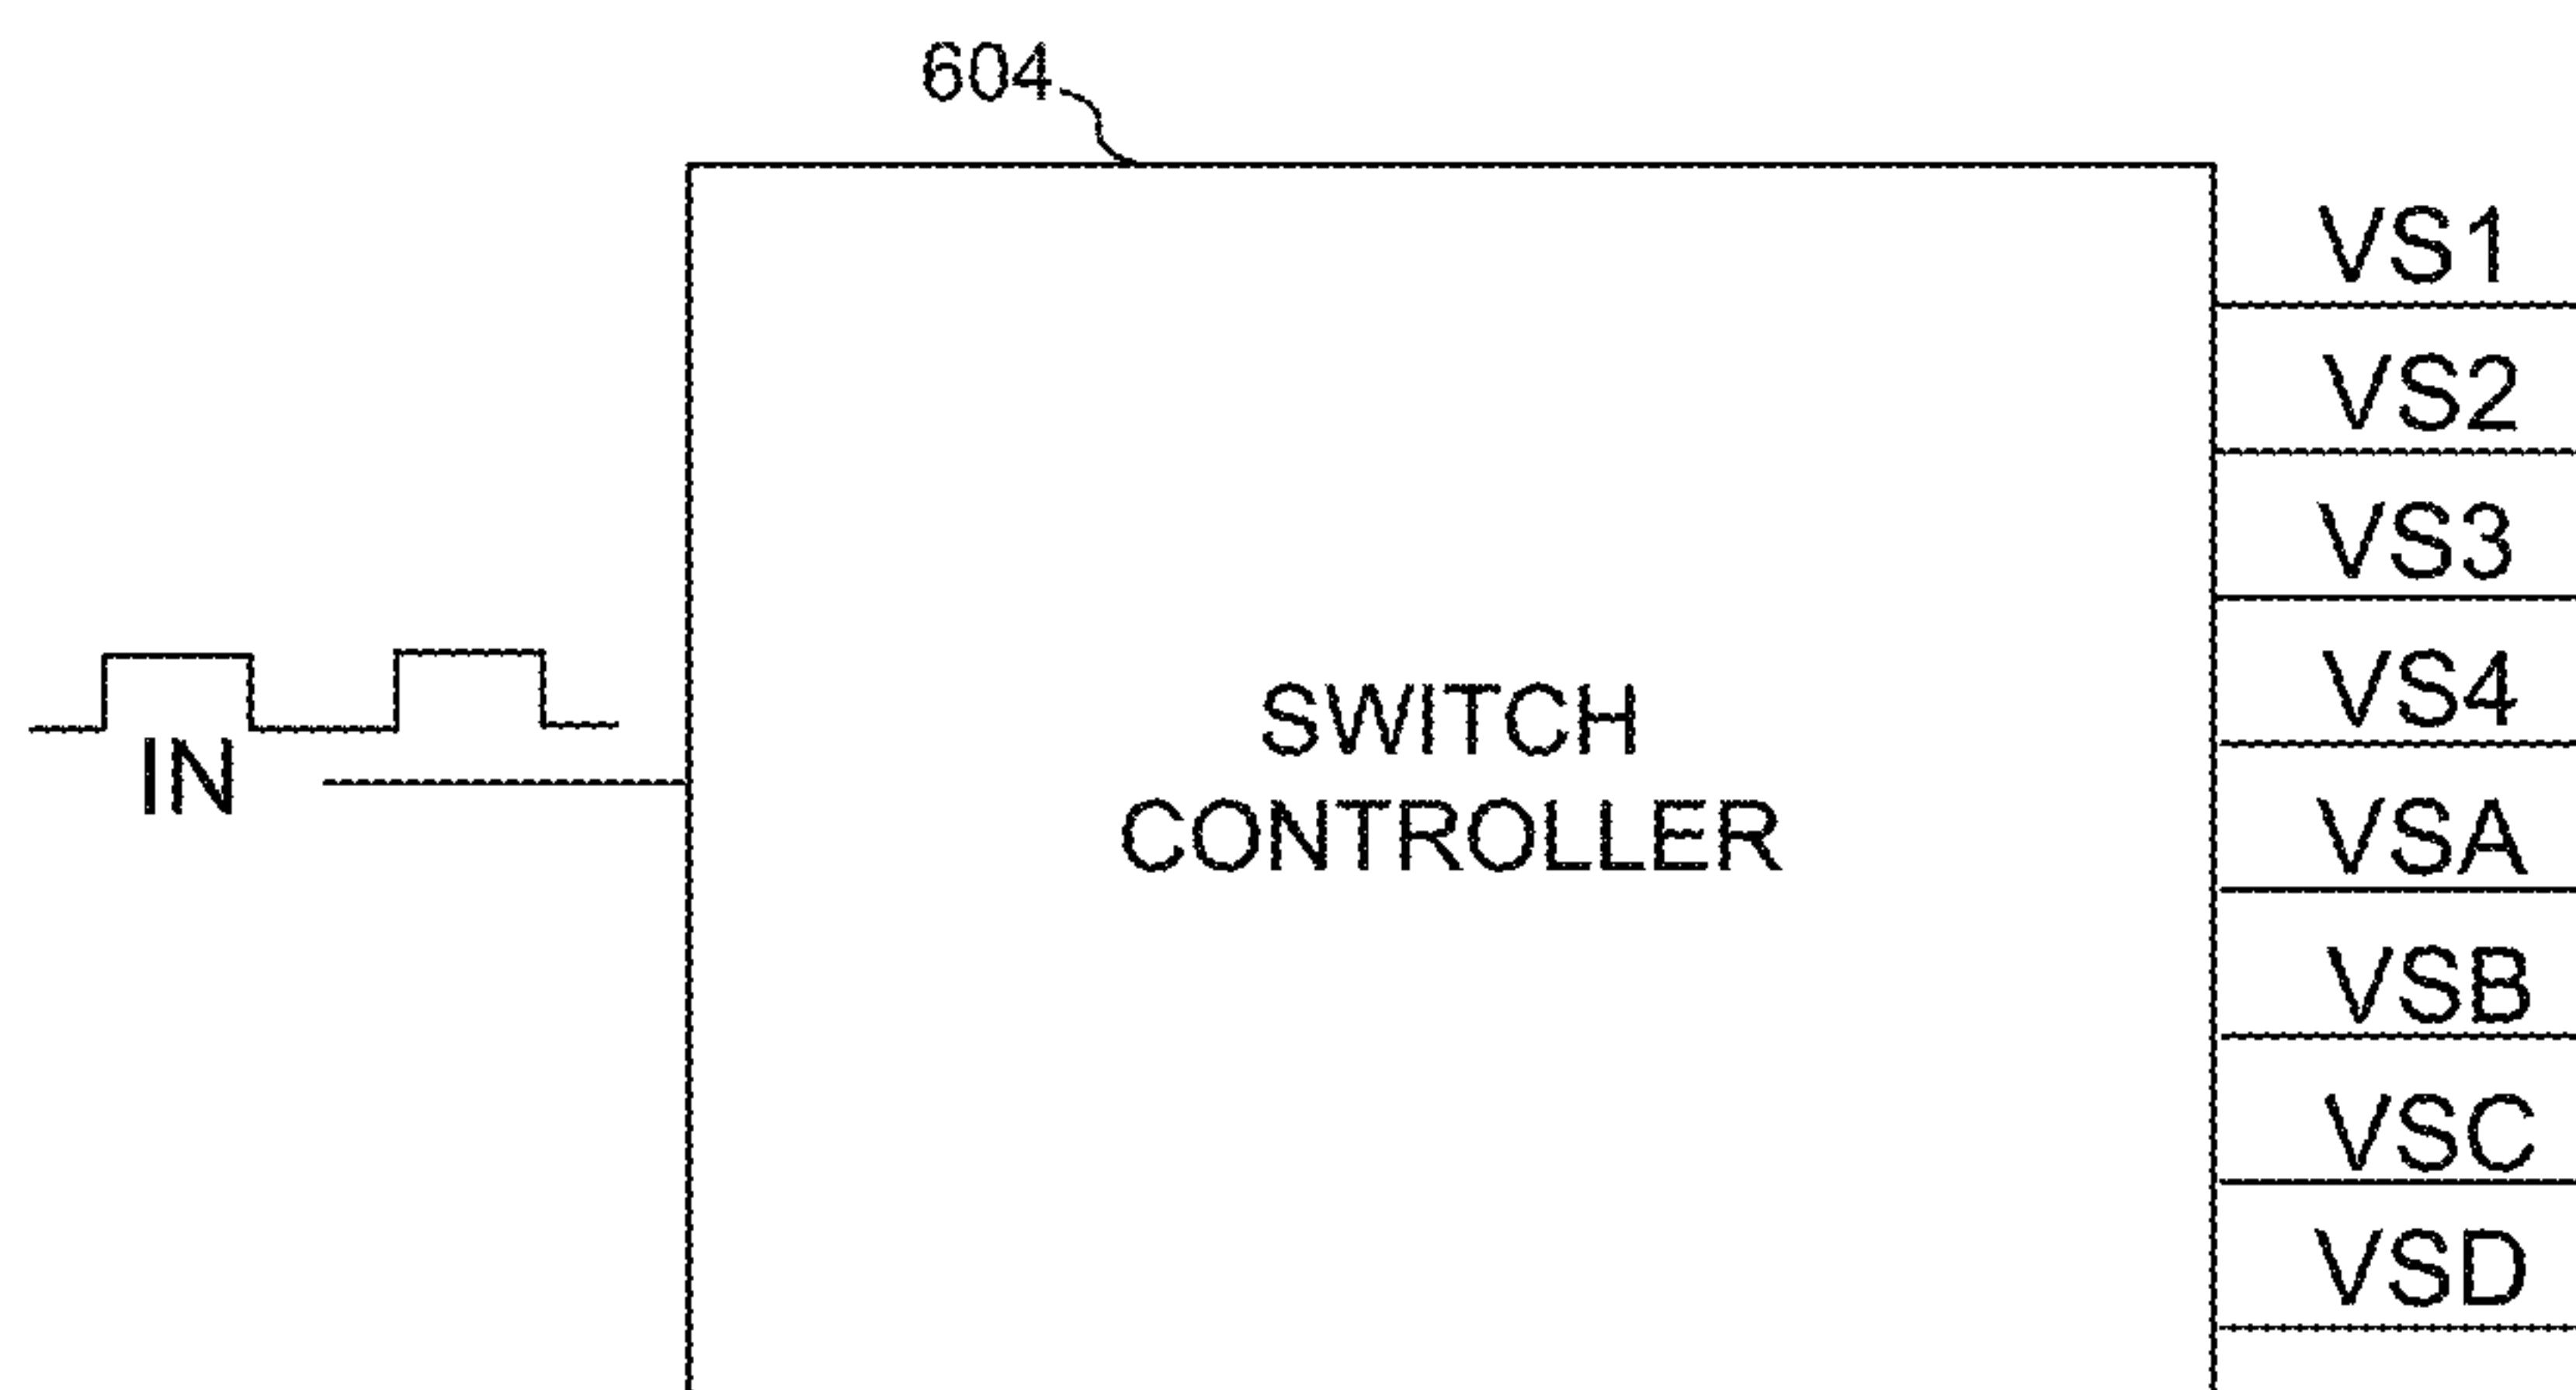 604
VS1
VS2
VS3
VS4
IN
SWITCH
CONTROLLER
VSA
VSB
VSC
VSD